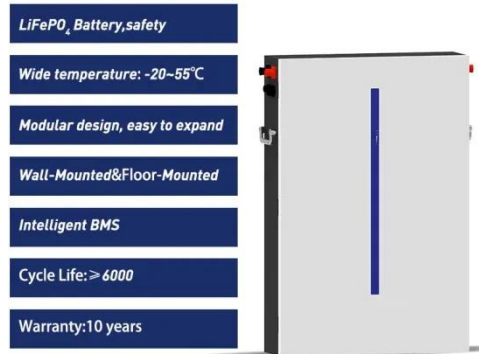 LiFePO₄ Battery,safety
Wide temperature: -20~55℃
Modular design, easy to expand
Wall-Mounted&Floor-Mounted
Intelligent BMS
Cycle Life:≥6000
Warranty:10 years